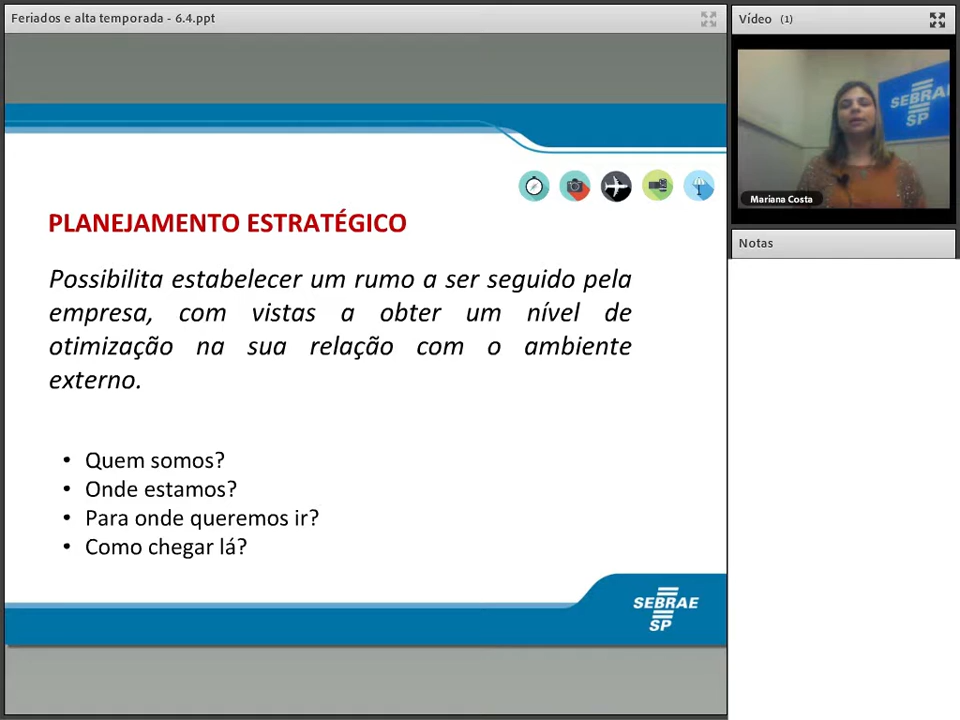 Feriados e alta temporada - 6.4.ppt
Vídeo (1)
SEBRAE
SP
Mariana Costa
Notas
PLANEJAMENTO ESTRATÉGICO
Possibilita estabelecer um rumo a ser seguido pela
empresa, com vistas a obter um nível de
otimização na sua relação com o ambiente
externo.
• Quem somos?
• Onde estamos?
• Para onde queremos ir?
• Como chegar lá?
SEBRAE
SP